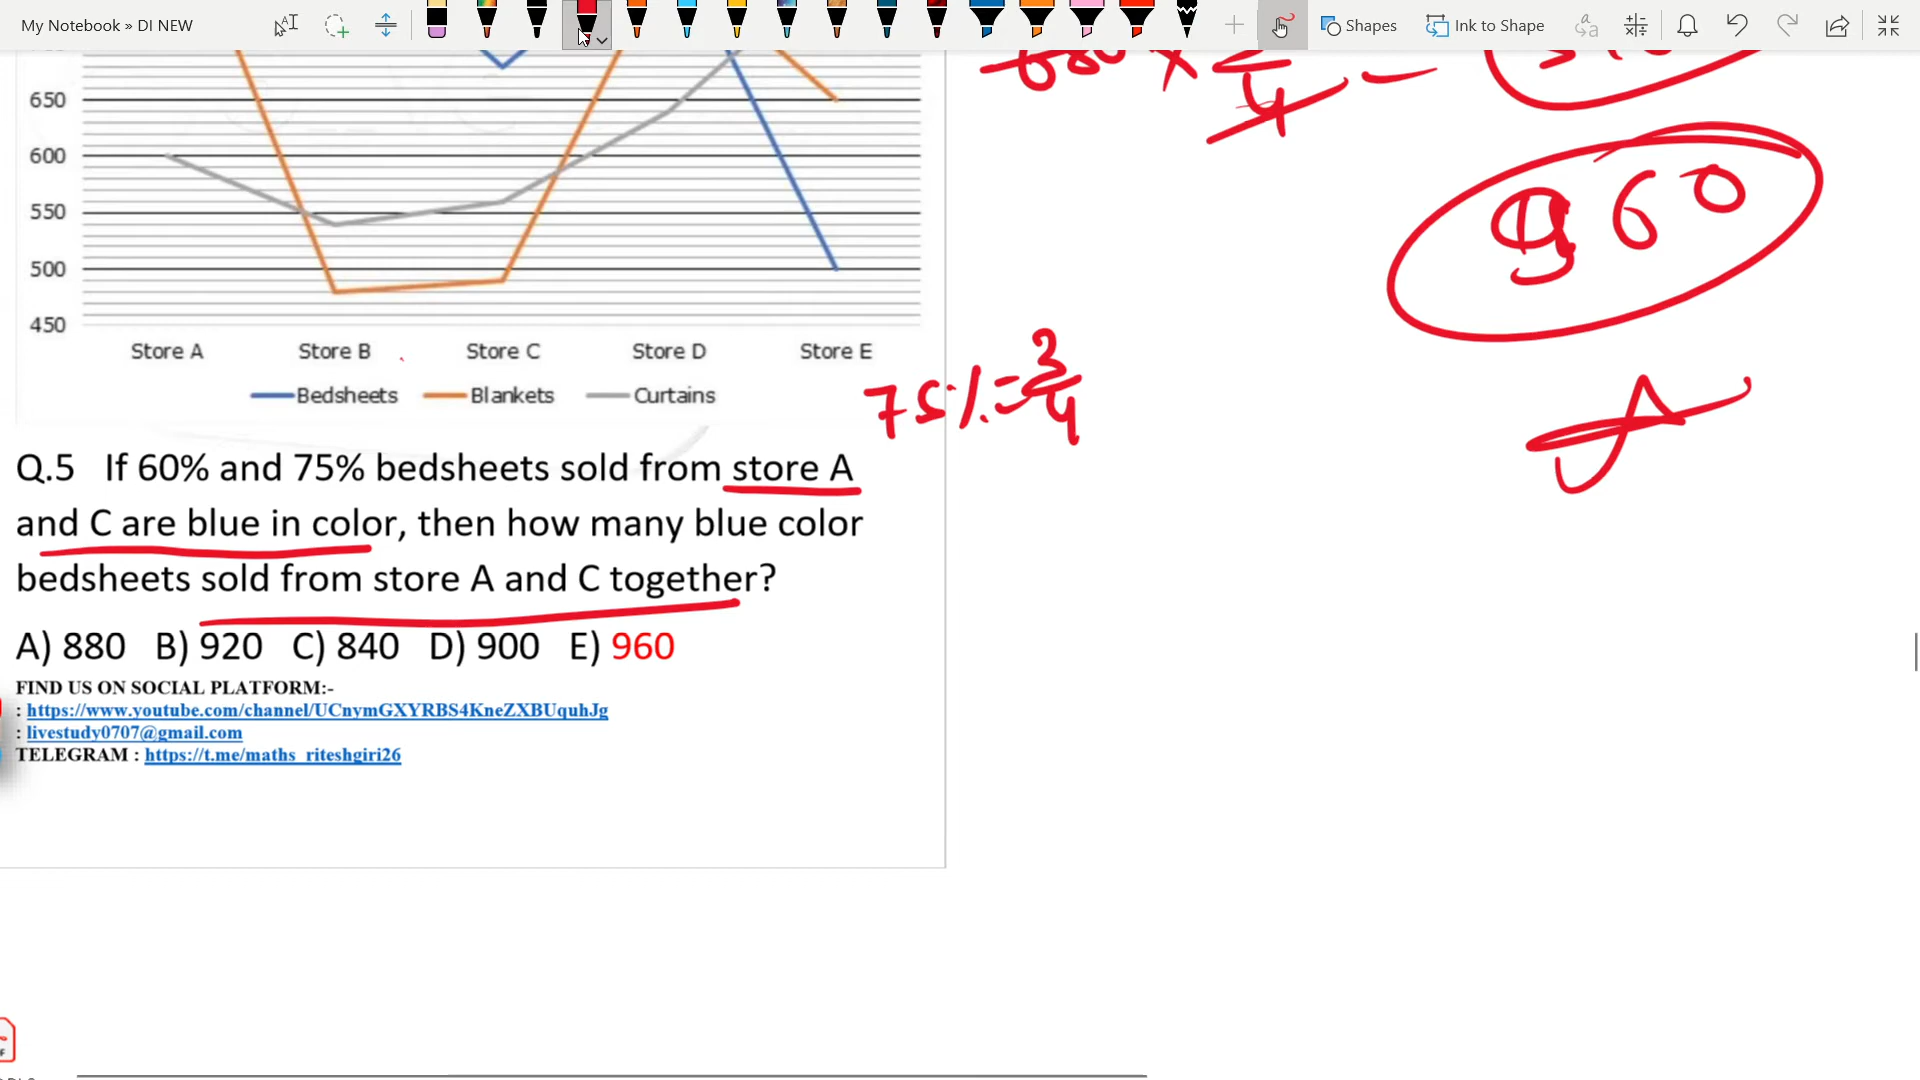 My Notebook » DI NEW
Shapes
Ink to Shape
650
600
550
500
450
Store A Store B Store C Store D Store E
Bedsheets Blankets Curtains
960
75%=3/4
Q.5 If 60% and 75% bedsheets sold from store A
and C are blue in color, then how many blue color
bedsheets sold from store A and C together?
A) 880 B) 920 C) 840 D) 900 E) 960
FIND US ON SOCIAL PLATFORM:-
: https://www.youtube.com/channel/UCnymGXYRBS4KneZXBUquhJg
: livestudy0707@gmail.com
TELEGRAM : https://t.me/maths_riteshgiri26